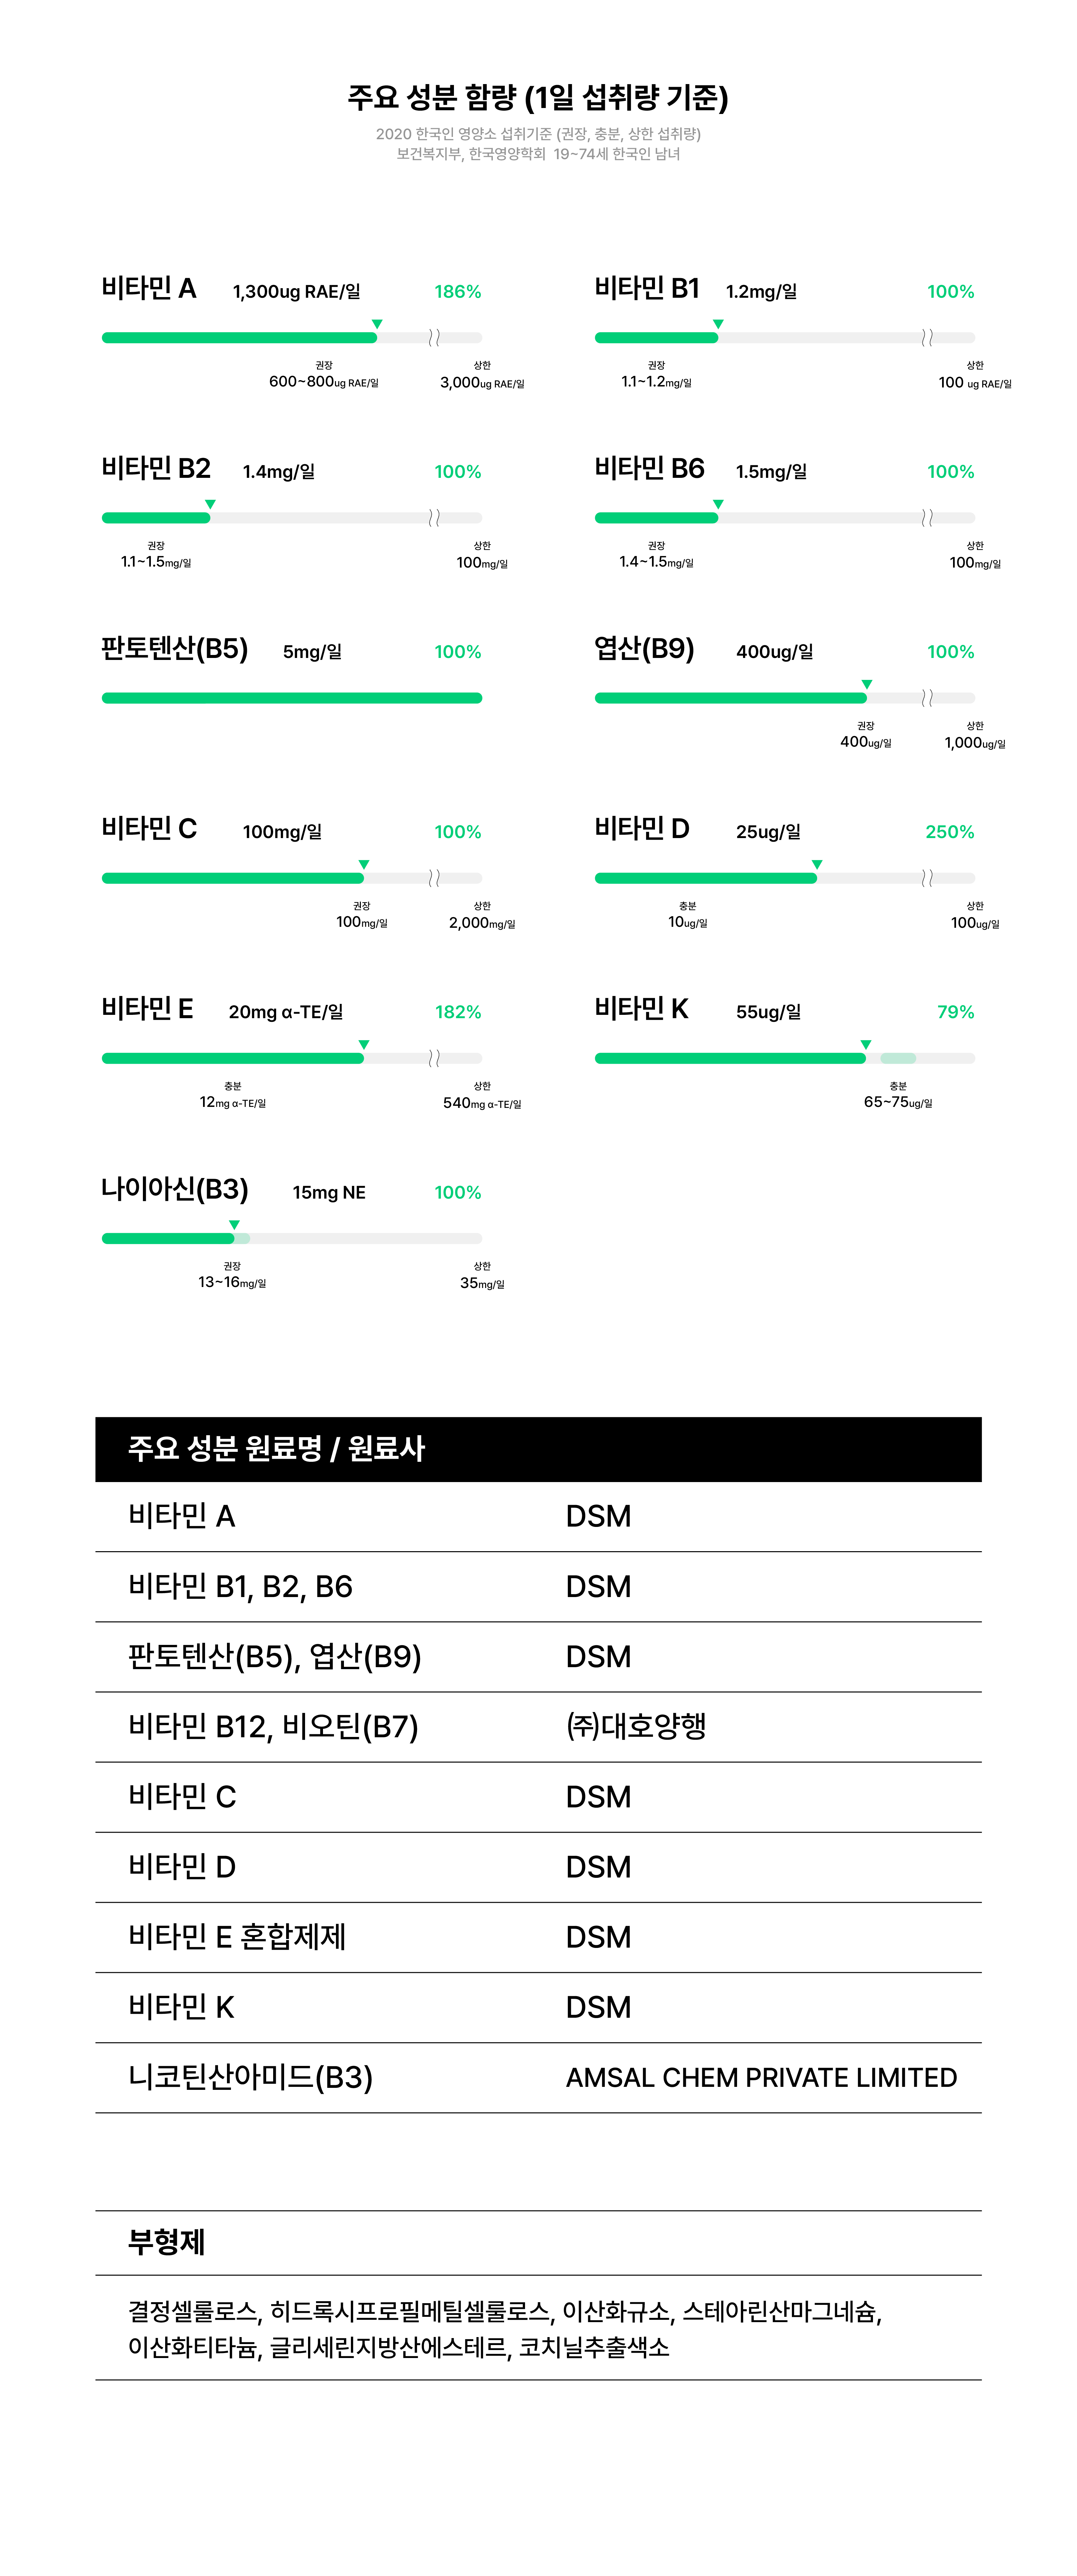 주요 성분 함량 (1일 섭취량 기준)
2020 한국인 영양소 섭취기준 (권장, 충분, 상한 섭취량)
보건복지부, 한국영양학회 19~74세 한국인 남녀
비타민 A 1,300ug RAE/일 186%
권장 상한
600~800ug RAE/일 3,000ug RAE/일
비타민 B1 1.2mg/일 100%
권장 상한
1.1~1.2mg/일 100 ug RAE/일
비타민 B2 1.4mg/일 100%
권장 상한
1.1~1.5mg/일 100mg/일
비타민 B6 1.5mg/일 100%
권장 상한
1.4~1.5mg/일 100mg/일
판토텐산(B5) 5mg/일 100%
엽산(B9) 400ug/일 100%
권장 상한
400ug/일 1,000ug/일
비타민 C 100mg/일 100%
권장 상한
100mg/일 2,000mg/일
비타민 D 25ug/일 250%
충분 상한
10ug/일 100ug/일
비타민 E 20mg α-TE/일 182%
충분 상한
12mg α-TE/일 540mg α-TE/일
비타민 K 55ug/일 79%
충분
65~75ug/일
나이아신(B3) 15mg NE 100%
권장 상한
13~16mg/일 35mg/일
주요 성분 원료명 / 원료사
비타민 A DSM
비타민 B1, B2, B6 DSM
판토텐산(B5), 엽산(B9) DSM
비타민 B12, 비오틴(B7) ㈜대호양행
비타민 C DSM
비타민 D DSM
비타민 E 혼합제제 DSM
비타민 K DSM
니코틴산아미드(B3) AMSAL CHEM PRIVATE LIMITED
부형제
결정셀룰로스, 히드록시프로필메틸셀룰로스, 이산화규소, 스테아린산마그네슘,
이산화티타늄, 글리세린지방산에스테르, 코치닐추출색소